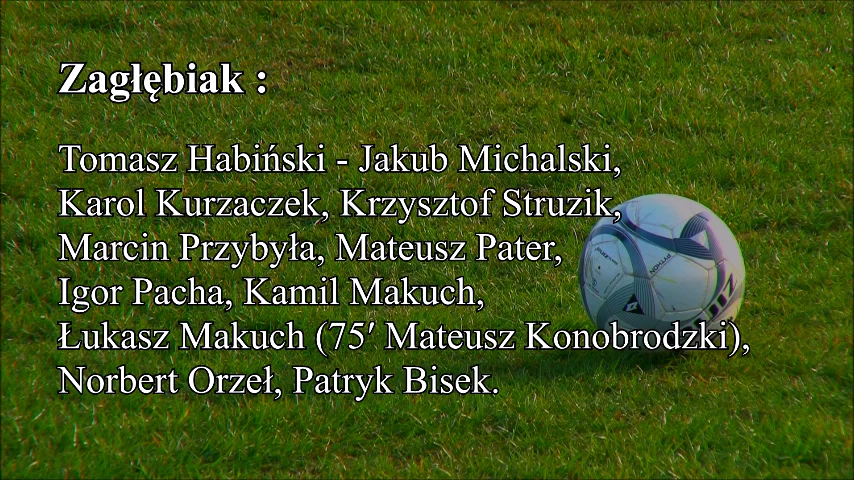 Zagłębiak :
Tomasz Habiński - Jakub Michalski,
Karol Kurzaczek, Krzysztof Struzik,
Marcin Przybyła, Mateusz Pater,
Igor Pacha, Kamil Makuch,
Łukasz Makuch (75′ Mateusz Konobrodzki),
Norbert Orzeł, Patryk Bisek.
PYTHON